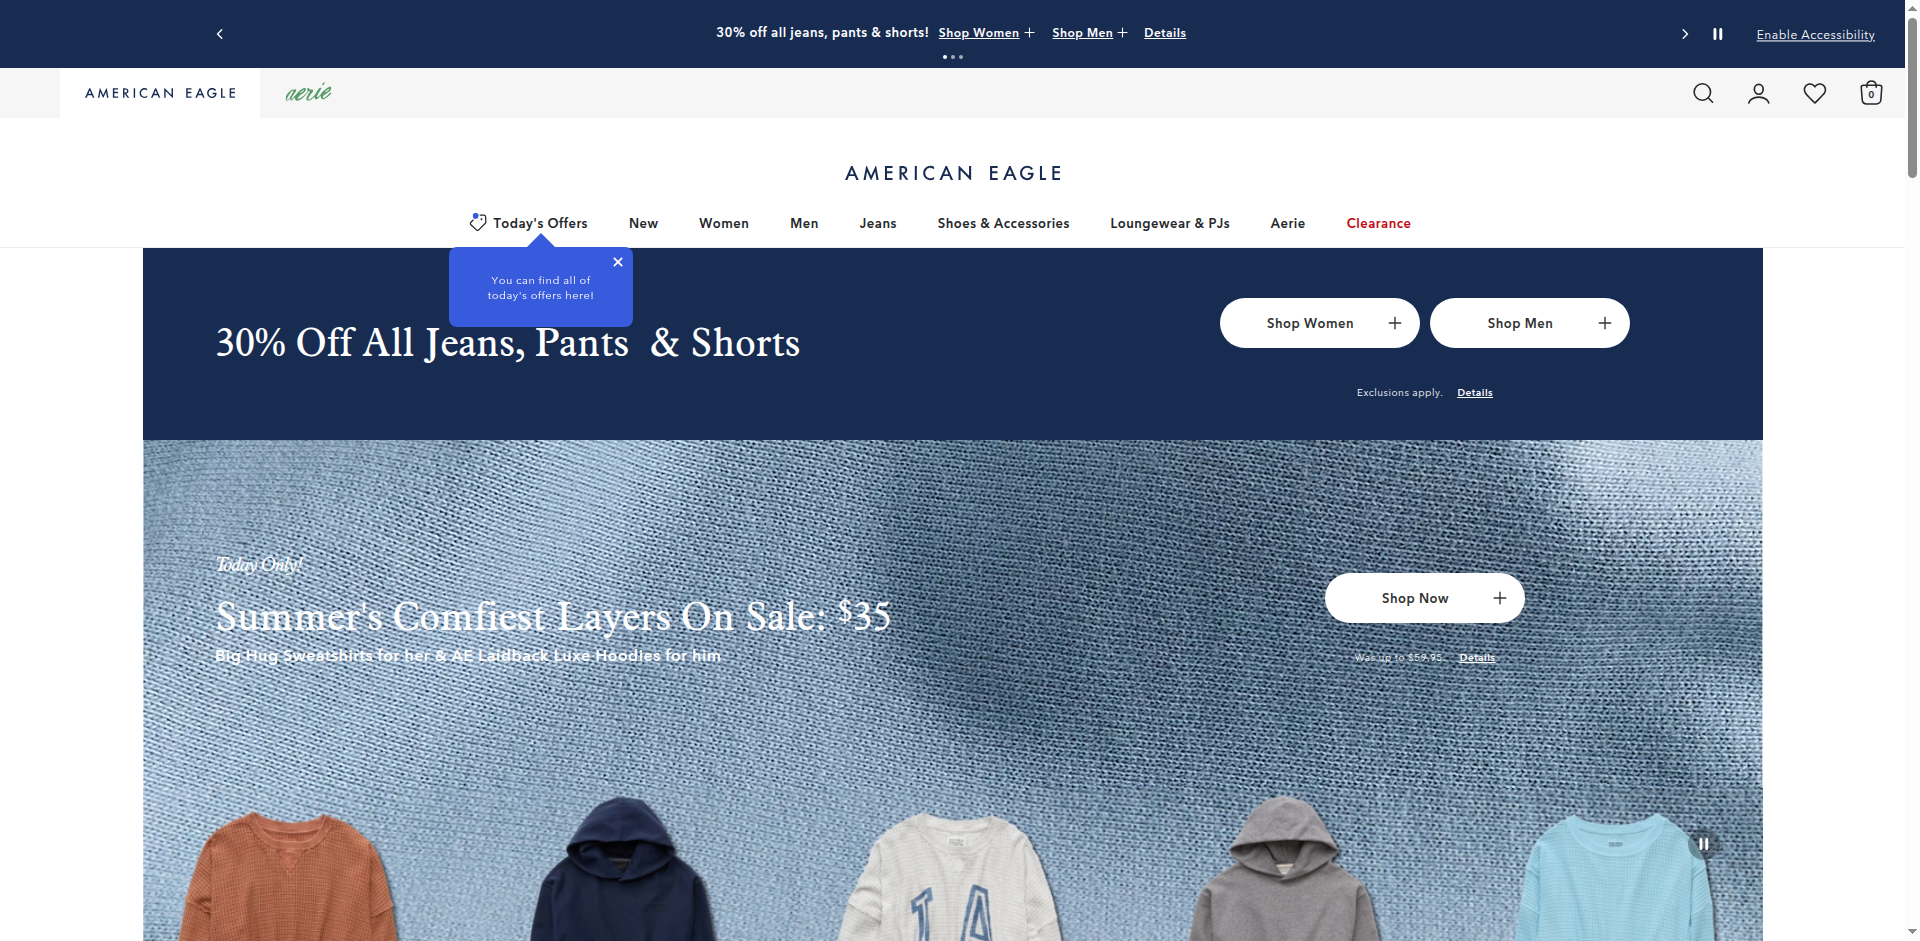 30% off all jeans, pants & shorts! Shop Women + Shop Men + Details
Enable Accessibility
AMERICAN EAGLE
aerie
0
AMERICAN EAGLE
Today's Offers New Women Men Jeans Shoes & Accessories Loungewear & PJs Aerie Clearance
You can find all of
today's offers here!
30% Off All Jeans, Pants & Shorts
Shop Women +
Shop Men +
Exclusions apply. Details
Today Only!
Summer's Comfiest Layers On Sale: $35
Big Hug Sweatshirts for her & AE Laidback Luxe Hoodies for him
Shop Now +
Was up to $59.95. Details
LA